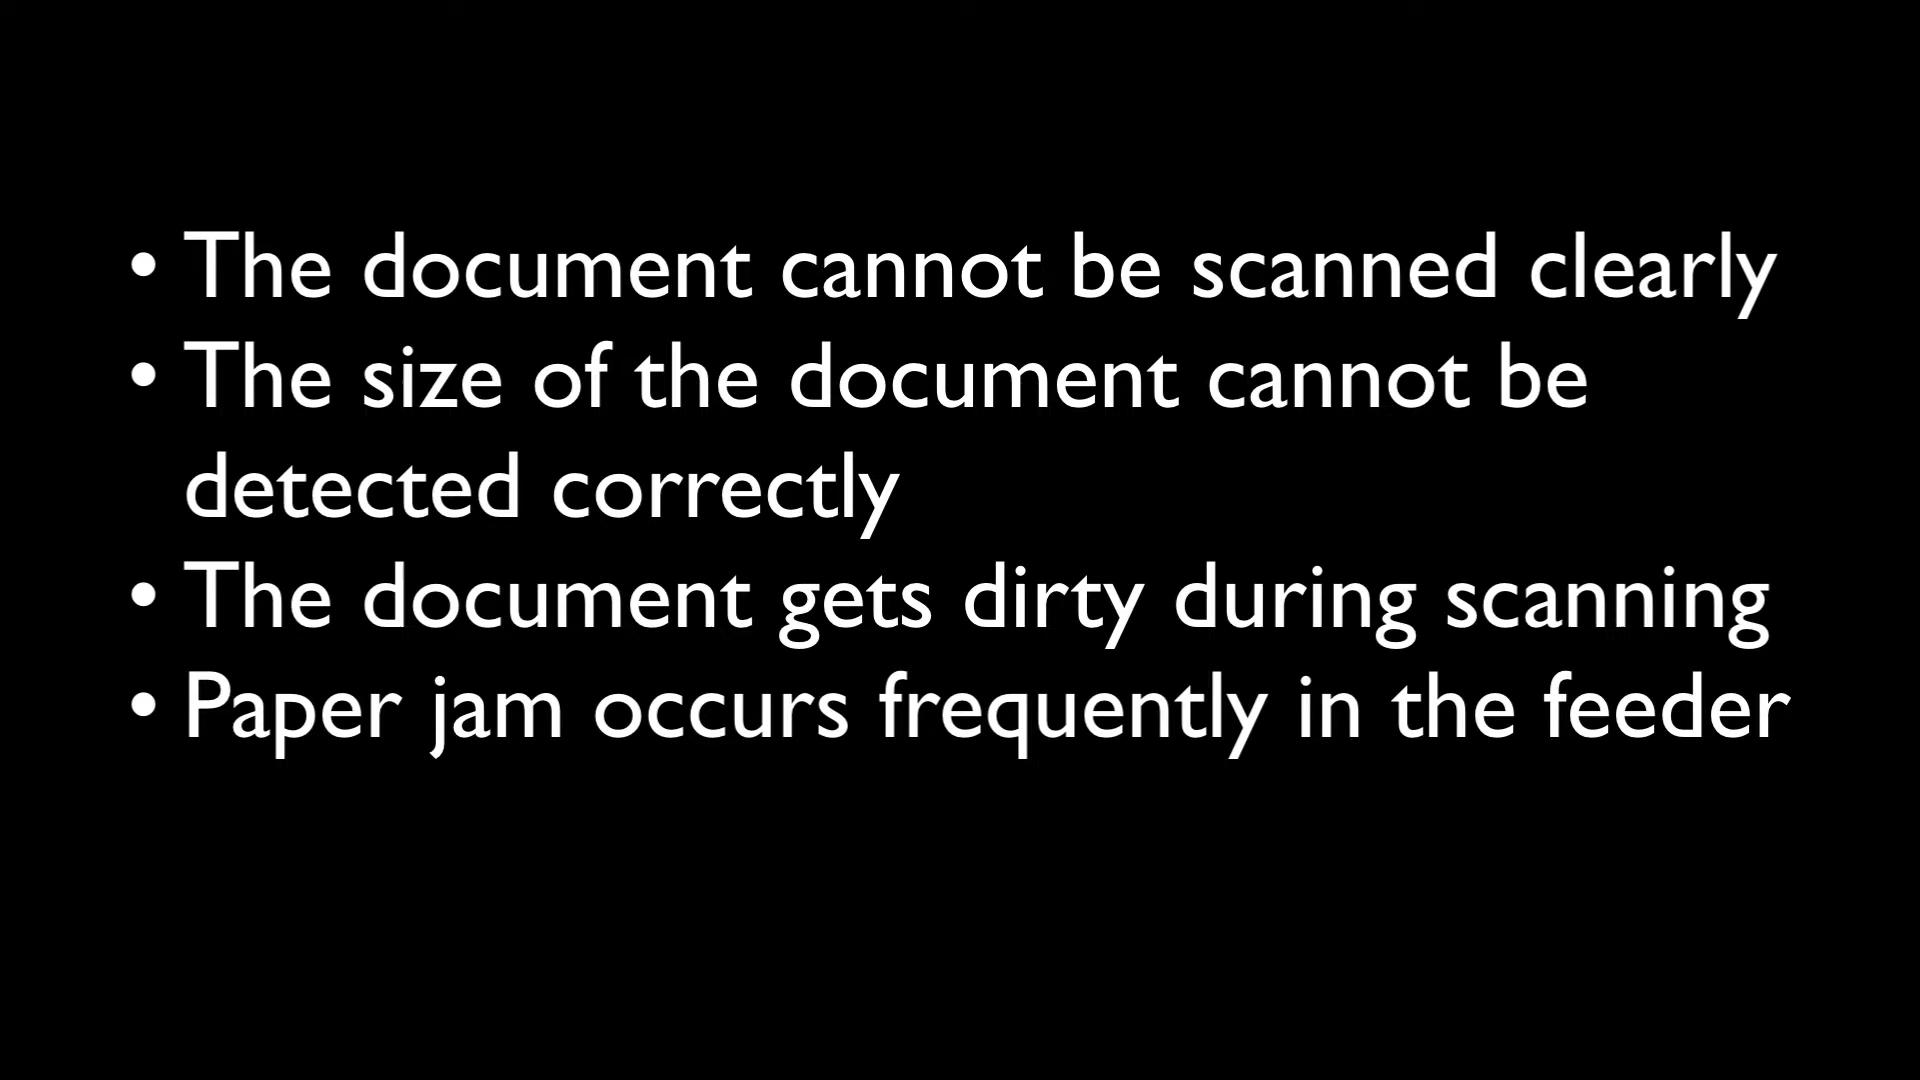 • The document cannot be scanned clearly
• The size of the document cannot be
detected correctly
• The document gets dirty during scanning
• Paper jam occurs frequently in the feeder